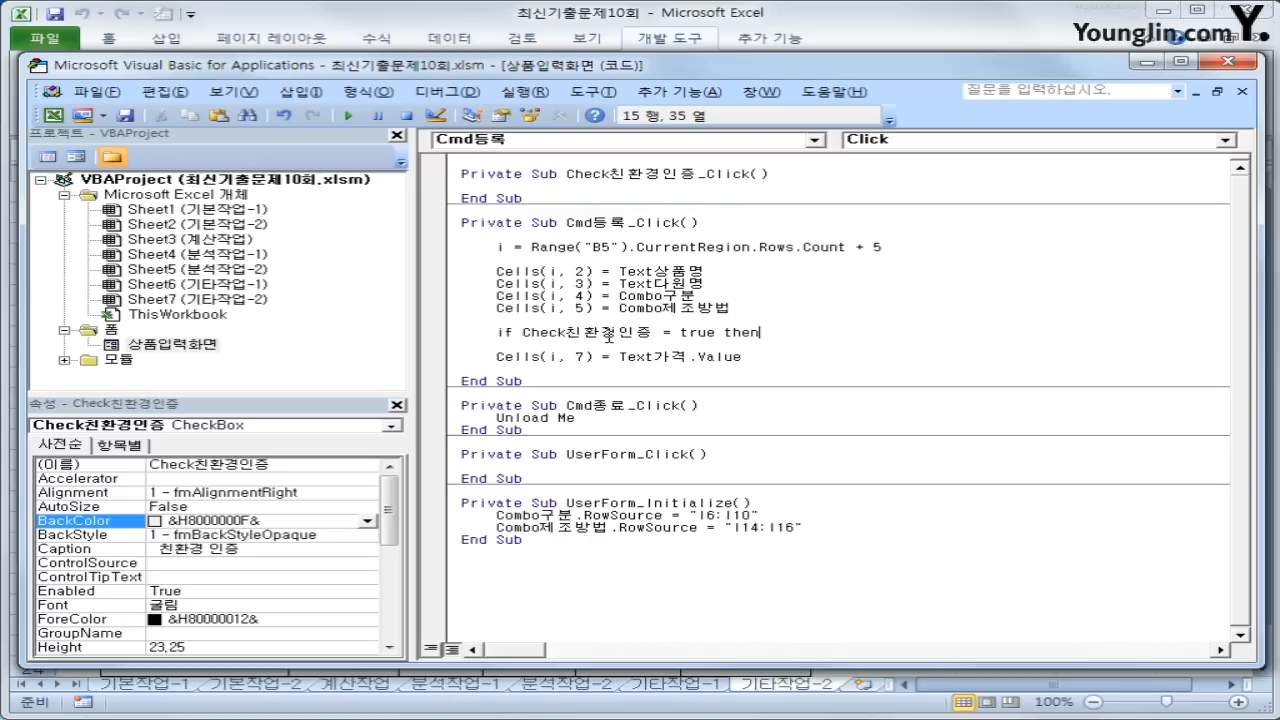 최신기출문제10회 - Microsoft Excel
YoungJin.com Y.
파일 홈 삽입 페이지 레이아웃 수식 데이터 검토 보기 개발 도구 추가 기능
Microsoft Visual Basic for Applications - 최신기출문제10회.xlsm - [상품입력화면 (코드)]
파일(F) 편집(E) 보기(V) 삽입(I) 형식(O) 디버그(D) 실행(R) 도구(T) 추가 기능(A) 창(W) 도움말(H)
질문을 입력하십시오.
15 행, 35 열
프로젝트 - VBAProject
VBAProject (최신기출문제10회.xlsm)
Microsoft Excel 개체
Sheet1 (기본작업-1)
Sheet2 (기본작업-2)
Sheet3 (계산작업)
Sheet4 (분석작업-1)
Sheet5 (분석작업-2)
Sheet6 (기타작업-1)
Sheet7 (기타작업-2)
ThisWorkbook
폼
상품입력화면
모듈
속성 - Check친환경인증
Check친환경인증 CheckBox
사전순 항목별
(이름) Check친환경인증
Accelerator
Alignment 1 - fmAlignmentRight
AutoSize False
BackColor &H8000000F&
BackStyle 1 - fmBackStyleOpaque
Caption 친환경 인증
ControlSource
ControlTipText
Enabled True
Font 굴림
ForeColor &H80000012&
GroupName
Height 23,25
Cmd등록 Click
Private Sub Check친환경인증_Click()
End Sub
Private Sub Cmd등록_Click()
i = Range("B5").CurrentRegion.Rows.Count + 5
Cells(i, 2) = Text상품명
Cells(i, 3) = Text다원명
Cells(i, 4) = Combo구분
Cells(i, 5) = Combo제조방법
if Check친환경인증 = true then
Cells(i, 7) = Text가격.Value
End Sub
Private Sub Cmd종료_Click()
Unload Me
End Sub
Private Sub UserForm_Click()
End Sub
Private Sub UserForm_Initialize()
Combo구분.RowSource = "I6:I10"
Combo제조방법.RowSource = "I14:I16"
End Sub
기본작업-1 기본작업-2 계산작업 분석작업-1 분석작업-2 기타작업-1 기타작업-2
준비 100%